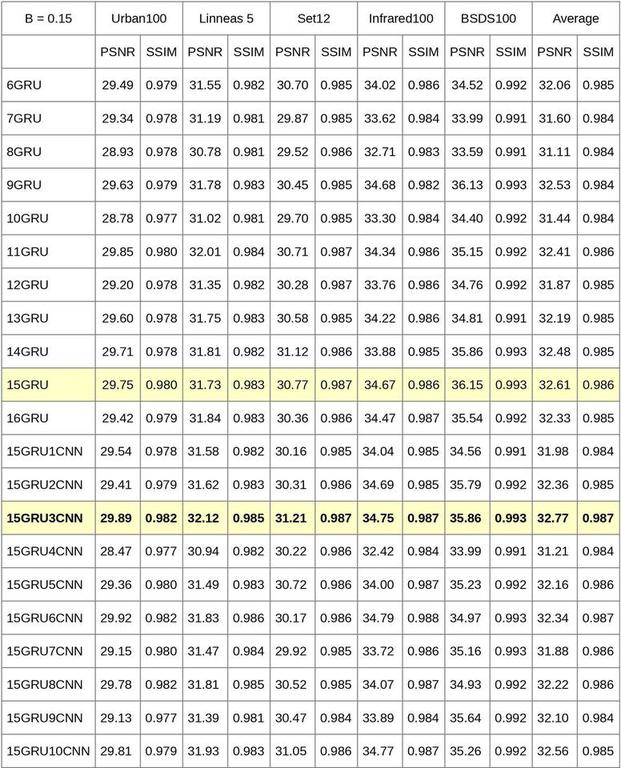 B = 0.15 Urban100 Linneas 5 Set12 Infrared100 BSDS100 Average
PSNR SSIM PSNR SSIM PSNR SSIM PSNR SSIM PSNR SSIM PSNR SSIM
6GRU 29.49 0.979 31.55 0.982 30.70 0.985 34.02 0.986 34.52 0.992 32.06 0.985
7GRU 29.34 0.978 31.19 0.981 29.87 0.985 33.62 0.984 33.99 0.991 31.60 0.984
8GRU 28.93 0.978 30.78 0.981 29.52 0.986 32.71 0.983 33.59 0.991 31.11 0.984
9GRU 29.63 0.979 31.78 0.983 30.45 0.985 34.68 0.982 36.13 0.993 32.53 0.984
10GRU 28.78 0.977 31.02 0.981 29.70 0.985 33.30 0.984 34.40 0.992 31.44 0.984
11GRU 29.85 0.980 32.01 0.984 30.71 0.987 34.34 0.986 35.15 0.992 32.41 0.986
12GRU 29.20 0.978 31.35 0.982 30.28 0.987 33.76 0.986 34.76 0.992 31.87 0.985
13GRU 29.60 0.978 31.75 0.983 30.58 0.985 34.22 0.986 34.81 0.991 32.19 0.985
14GRU 29.71 0.978 31.81 0.982 31.12 0.986 33.88 0.985 35.86 0.993 32.48 0.985
15GRU 29.75 0.980 31.73 0.983 30.77 0.987 34.67 0.986 36.15 0.993 32.61 0.986
16GRU 29.42 0.979 31.84 0.983 30.36 0.986 34.47 0.987 35.54 0.992 32.33 0.985
15GRU1CNN 29.54 0.978 31.58 0.982 30.16 0.985 34.04 0.985 34.56 0.991 31.98 0.984
15GRU2CNN 29.41 0.979 31.62 0.983 30.31 0.986 34.69 0.985 35.79 0.992 32.36 0.985
15GRU3CNN 29.89 0.982 32.12 0.985 31.21 0.987 34.75 0.987 35.86 0.993 32.77 0.987
15GRU4CNN 28.47 0.977 30.94 0.982 30.22 0.986 32.42 0.984 33.99 0.991 31.21 0.984
15GRU5CNN 29.36 0.980 31.49 0.983 30.72 0.986 34.00 0.987 35.23 0.992 32.16 0.986
15GRU6CNN 29.92 0.982 31.83 0.986 30.17 0.986 34.79 0.988 34.97 0.993 32.34 0.987
15GRU7CNN 29.15 0.980 31.47 0.984 29.92 0.985 33.72 0.986 35.16 0.993 31.88 0.986
15GRU8CNN 29.78 0.982 31.81 0.985 30.52 0.985 34.07 0.987 34.93 0.992 32.22 0.986
15GRU9CNN 29.13 0.977 31.39 0.981 30.47 0.984 33.89 0.984 35.64 0.992 32.10 0.984
15GRU10CNN 29.81 0.979 31.93 0.983 31.05 0.986 34.77 0.987 35.26 0.992 32.56 0.985